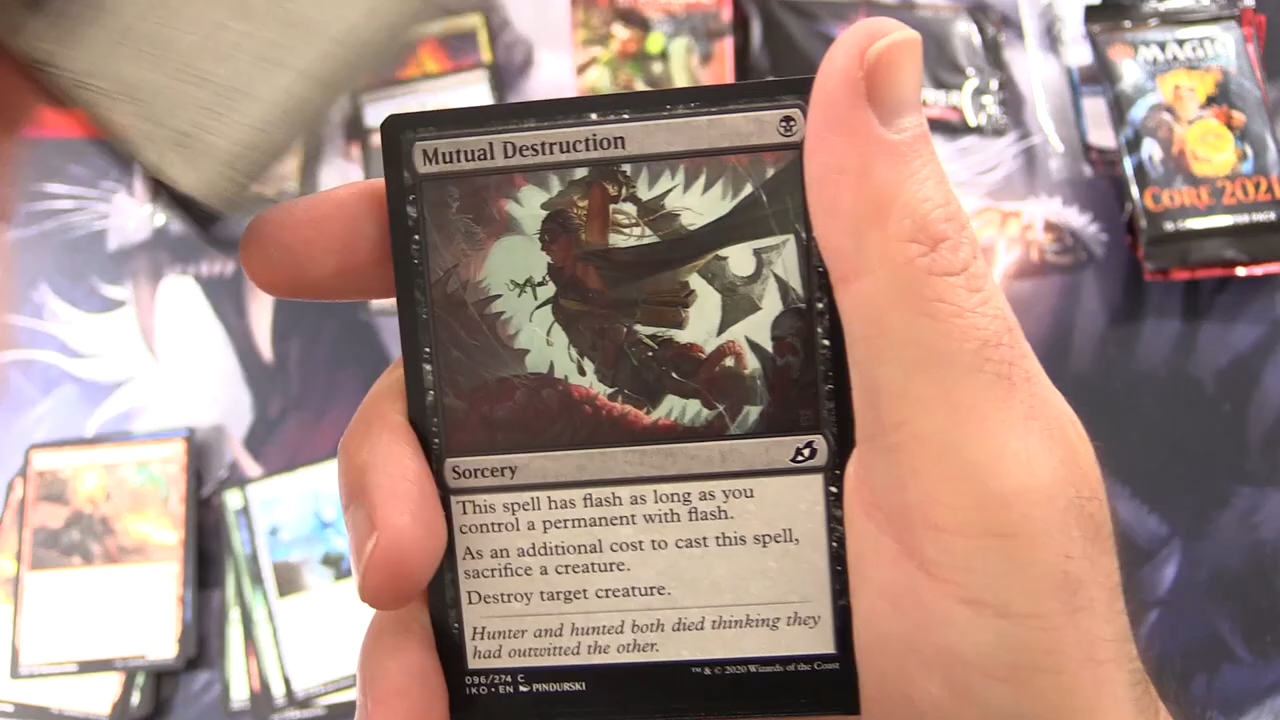 MAGIC
CORE 2021
Mutual Destruction
Sorcery
This spell has flash as long as you
control a permanent with flash.
As an additional cost to cast this spell,
sacrifice a creature.
Destroy target creature.
Hunter and hunted both died thinking they
had outwitted the other.
096/274 C
IKO • EN PINDURSKI
™ & © 2020 Wizards of the Coast